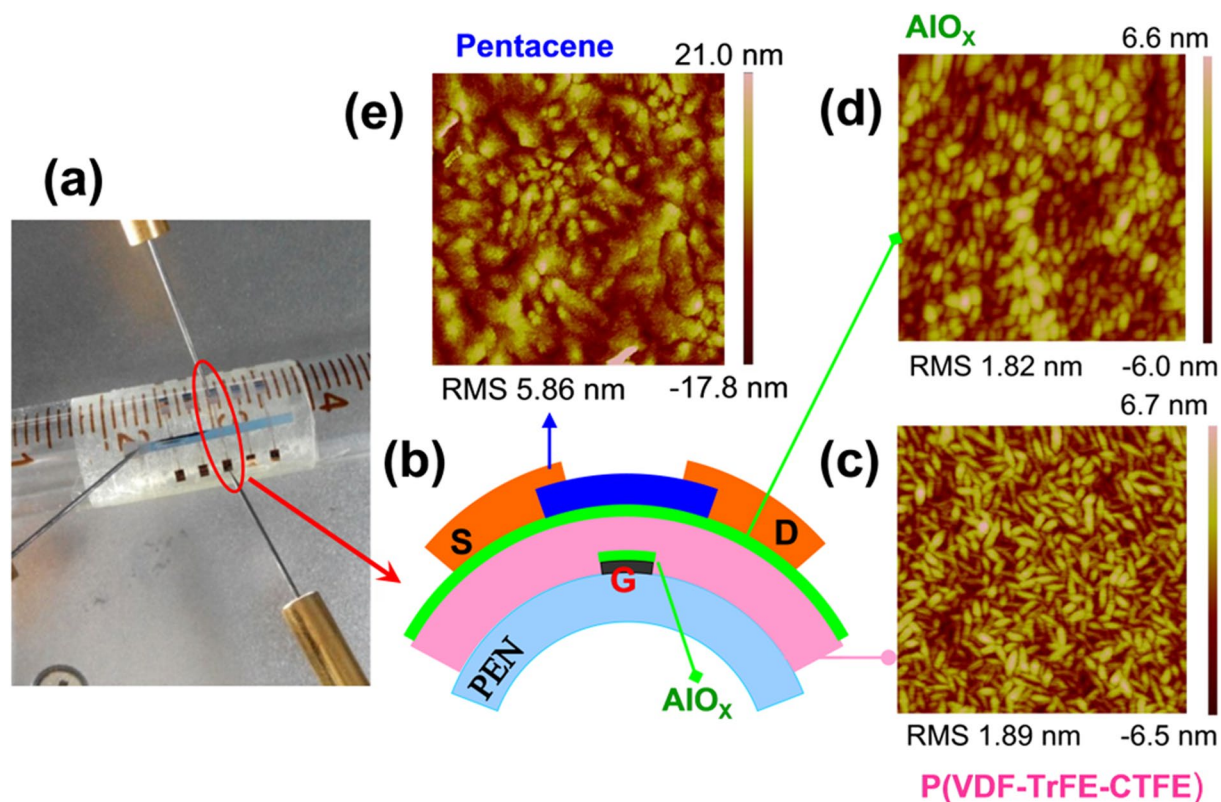 Pentacene
21.0 nm
(e)
RMS 5.86 nm
-17.8 nm
AlOX
6.6 nm
(d)
RMS 1.82 nm
-6.0 nm
(a)
4
(b)
S
D
G
PEN
AlOX
6.7 nm
(c)
RMS 1.89 nm
-6.5 nm
P(VDF-TrFE-CTFE)